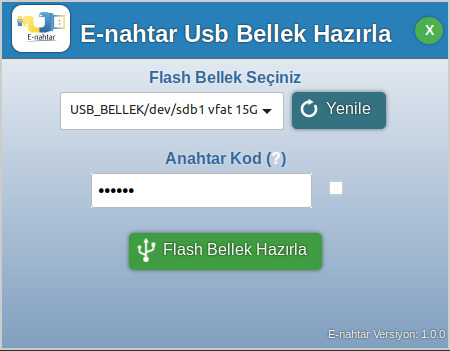 E-nahtar
E-nahtar Usb Bellek Hazırla
X
Flash Bellek Seçiniz
USB_BELLEK/dev/sdb1 vfat 15G
Yenile
Anahtar Kod (?)
••••••
Flash Bellek Hazırla
E-nahtar Versiyon: 1.0.0